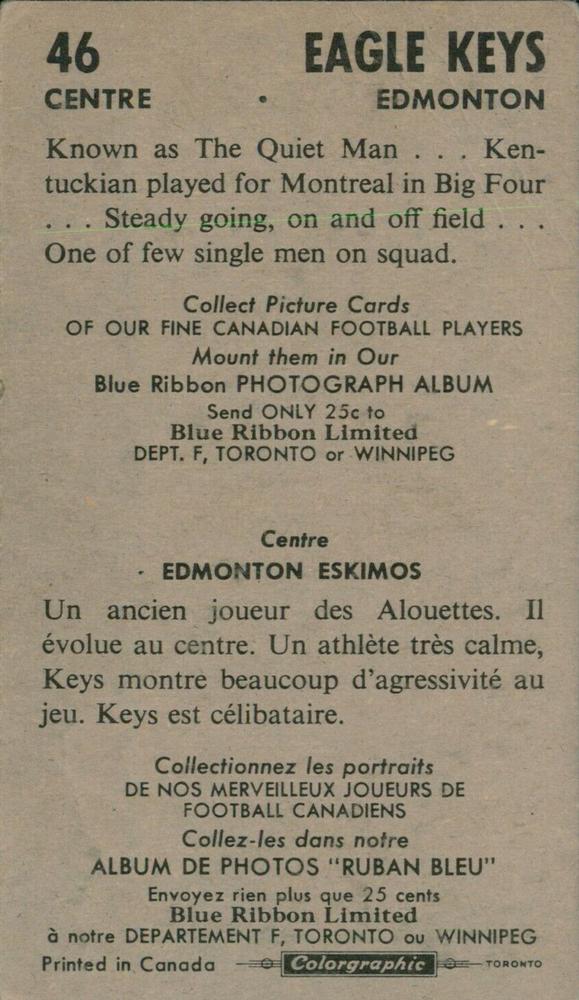 46 EAGLE KEYS
CENTRE • EDMONTON
Known as The Quiet Man . . . Ken-
tuckian played for Montreal in Big Four
. . . Steady going, on and off field . . .
One of few single men on squad.
Collect Picture Cards
OF OUR FINE CANADIAN FOOTBALL PLAYERS
Mount them in Our
Blue Ribbon PHOTOGRAPH ALBUM
Send ONLY 25c to
Blue Ribbon Limited
DEPT. F, TORONTO or WINNIPEG
Centre
EDMONTON ESKIMOS
Un ancien joueur des Alouettes. Il
évolue au centre. Un athlète très calme,
Keys montre beaucoup d'agressivité au
jeu. Keys est célibataire.
Collectionnez les portraits
DE NOS MERVEILLEUX JOUEURS DE
FOOTBALL CANADIENS
Collez-les dans notre
ALBUM DE PHOTOS "RUBAN BLEU"
Envoyez rien plus que 25 cents
Blue Ribbon Limited
à notre DEPARTEMENT F, TORONTO ou WINNIPEG
Printed in Canada Colorgraphic TORONTO